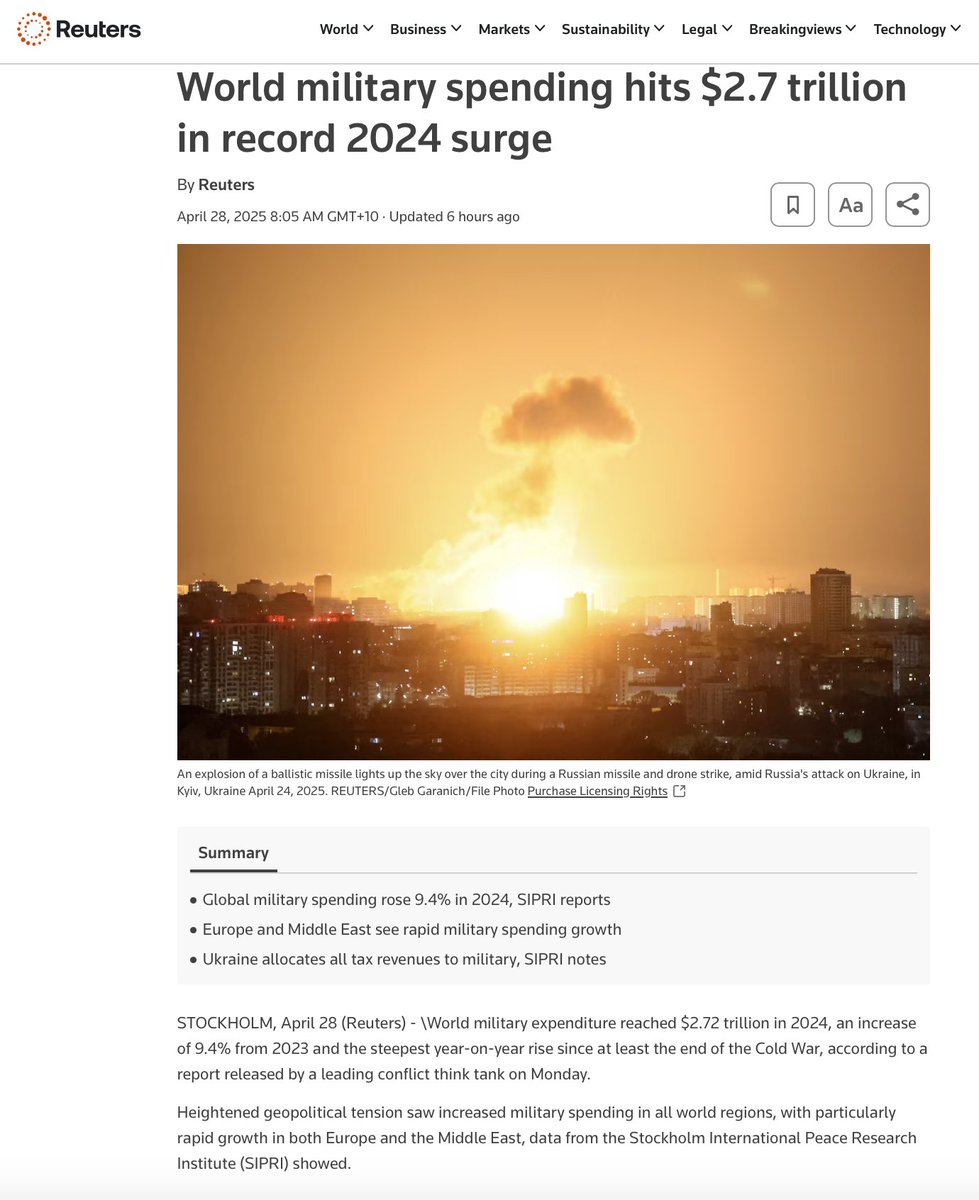 Reuters
World Business Markets Sustainability Legal Breakingviews Technology
World military spending hits $2.7 trillion
in record 2024 surge
By Reuters
April 28, 2025 8:05 AM GMT+10 · Updated 6 hours ago
Aa
An explosion of a ballistic missile lights up the sky over the city during a Russian missile and drone strike, amid Russia's attack on Ukraine, in
Kyiv, Ukraine April 24, 2025. REUTERS/Gleb Garanich/File Photo Purchase Licensing Rights
Summary
• Global military spending rose 9.4% in 2024, SIPRI reports
• Europe and Middle East see rapid military spending growth
• Ukraine allocates all tax revenues to military, SIPRI notes
STOCKHOLM, April 28 (Reuters) - \World military expenditure reached $2.72 trillion in 2024, an increase
of 9.4% from 2023 and the steepest year-on-year rise since at least the end of the Cold War, according to a
report released by a leading conflict think tank on Monday.
Heightened geopolitical tension saw increased military spending in all world regions, with particularly
rapid growth in both Europe and the Middle East, data from the Stockholm International Peace Research
Institute (SIPRI) showed.